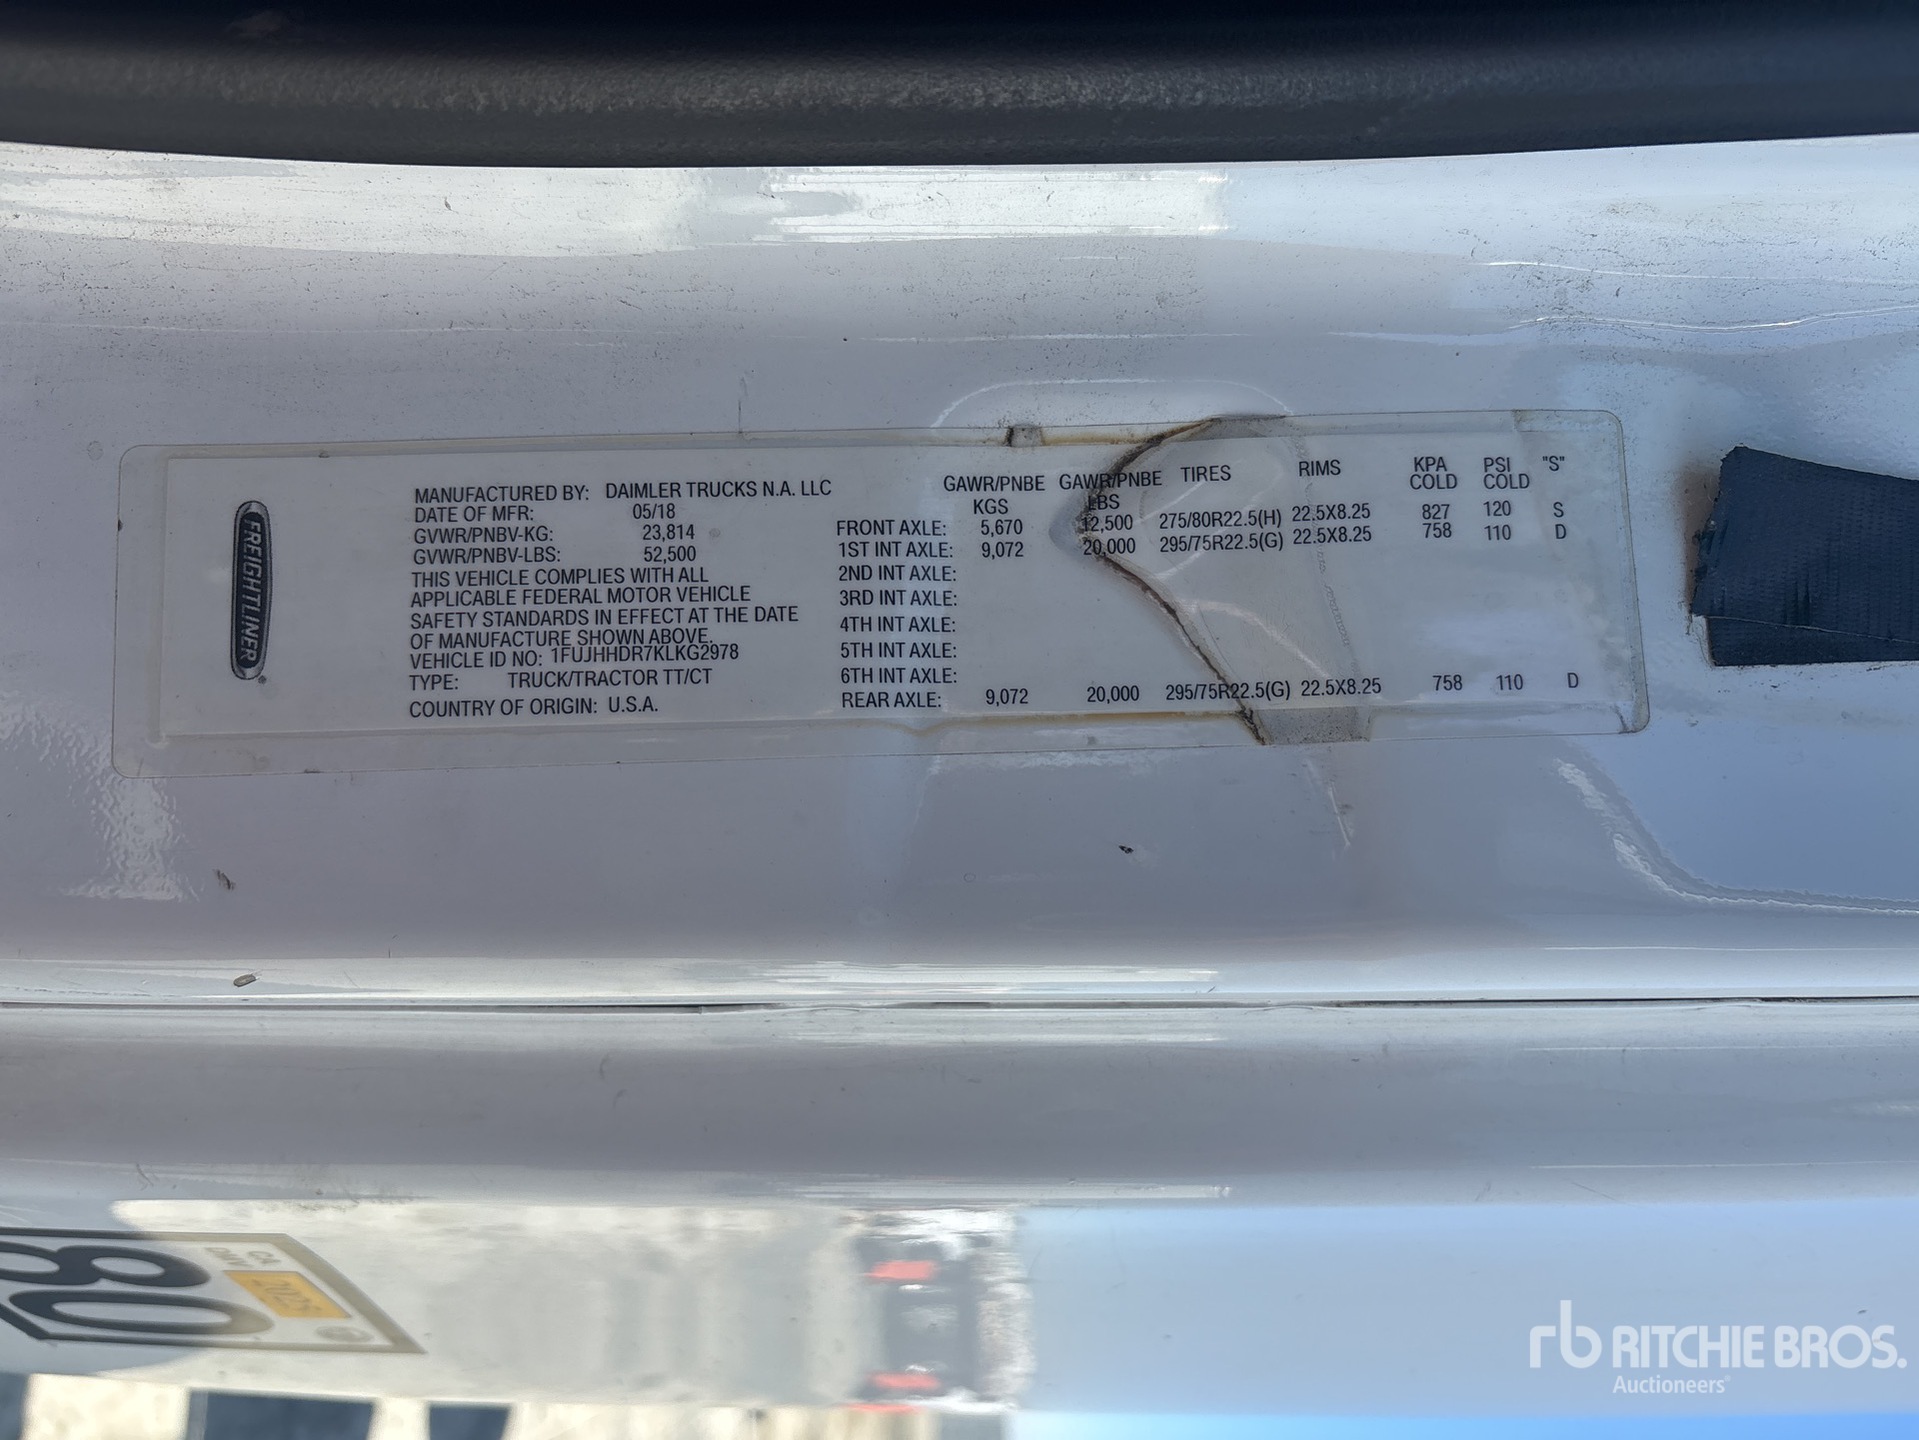 FREIGHTLINER
MANUFACTURED BY: DAIMLER TRUCKS N.A. LLC
DATE OF MFR: 05/18
GVWR/PNBV-KG: 23,814
GVWR/PNBV-LBS: 52,500
THIS VEHICLE COMPLIES WITH ALL
APPLICABLE FEDERAL MOTOR VEHICLE
SAFETY STANDARDS IN EFFECT AT THE DATE
OF MANUFACTURE SHOWN ABOVE.
VEHICLE ID NO: 1FUJHHDR7KLKG2978
TYPE: TRUCK/TRACTOR TT/CT
COUNTRY OF ORIGIN: U.S.A.
GAWR/PNBE GAWR/PNBE TIRES RIMS KPA PSI "S"
KGS LBS COLD COLD
FRONT AXLE: 5,670 12,500 275/80R22.5(H) 22.5X8.25 827 120 S
1ST INT AXLE: 9,072 20,000 295/75R22.5(G) 22.5X8.25 758 110 D
2ND INT AXLE:
3RD INT AXLE:
4TH INT AXLE:
5TH INT AXLE:
6TH INT AXLE:
REAR AXLE: 9,072 20,000 295/75R22.5(G) 22.5X8.25 758 110 D
CA
DMV
80
rb RITCHIE BROS.
Auctioneers